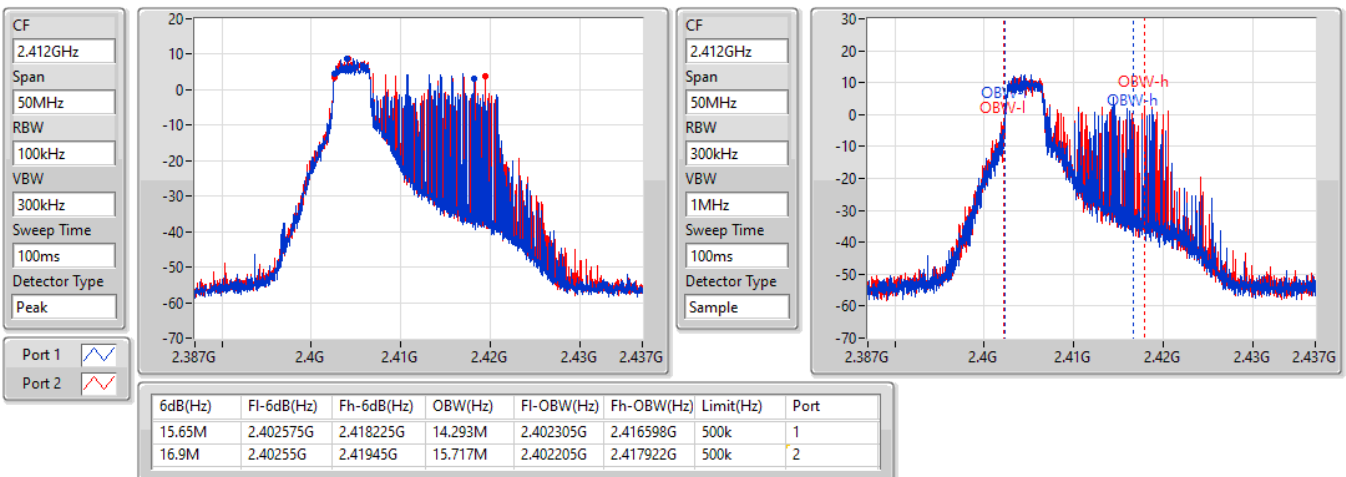 CF
2.412GHz
Span
50MHz
RBW
100kHz
VBW
300kHz
Sweep Time
100ms
Detector Type
Peak
Port 1
Port 2
20
10
0
-10
-20
-30
-40
-50
-60
-70
2.387G 2.4G 2.41G 2.42G 2.43G 2.437G
CF
2.412GHz
Span
50MHz
RBW
300kHz
VBW
1MHz
Sweep Time
100ms
Detector Type
Sample
30
20
10
0
-10
-20
-30
-40
-50
-60
-70
OBW-h
OBW-h
OBW-l
2.387G 2.4G 2.41G 2.42G 2.43G 2.437G
6dB(Hz) Fl-6dB(Hz) Fh-6dB(Hz) OBW(Hz) Fl-OBW(Hz) Fh-OBW(Hz) Limit(Hz) Port
15.65M 2.402575G 2.418225G 14.293M 2.402305G 2.416598G 500k 1
16.9M 2.40255G 2.41945G 15.717M 2.402205G 2.417922G 500k 2